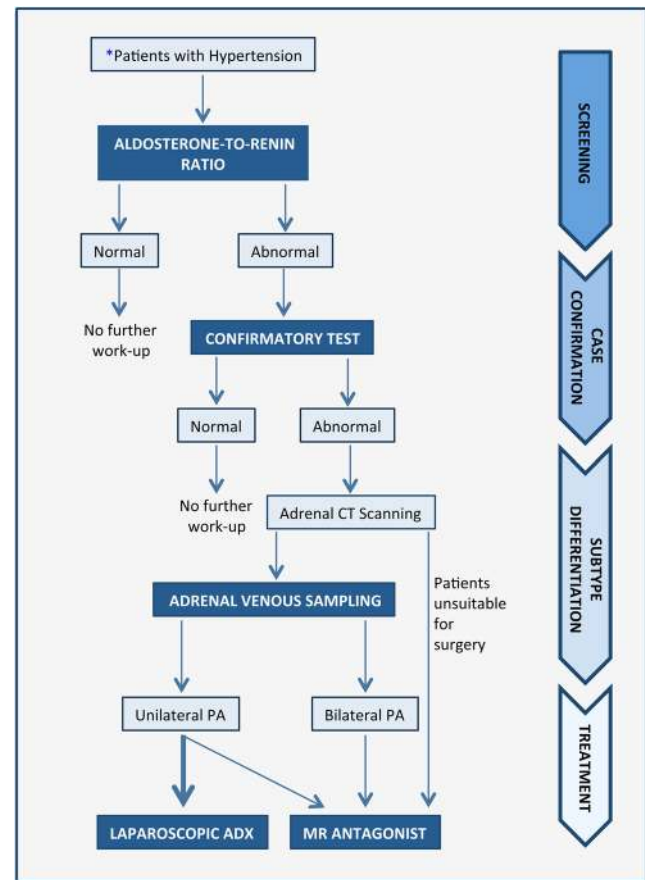 *Patients with Hypertension
ALDOSTERONE-TO-RENIN
RATIO
Normal
Abnormal
No further
work-up
CONFIRMATORY TEST
Normal
Abnormal
No further
work-up
Adrenal CT Scanning
ADRENAL VENOUS SAMPLING
Patients
unsuitable
for
surgery
Unilateral PA
Bilateral PA
LAPAROSCOPIC ADX
MR ANTAGONIST
SCREENING
CASE
CONFIRMATION
SUBTYPE
DIFFERENTIATION
TREATMENT